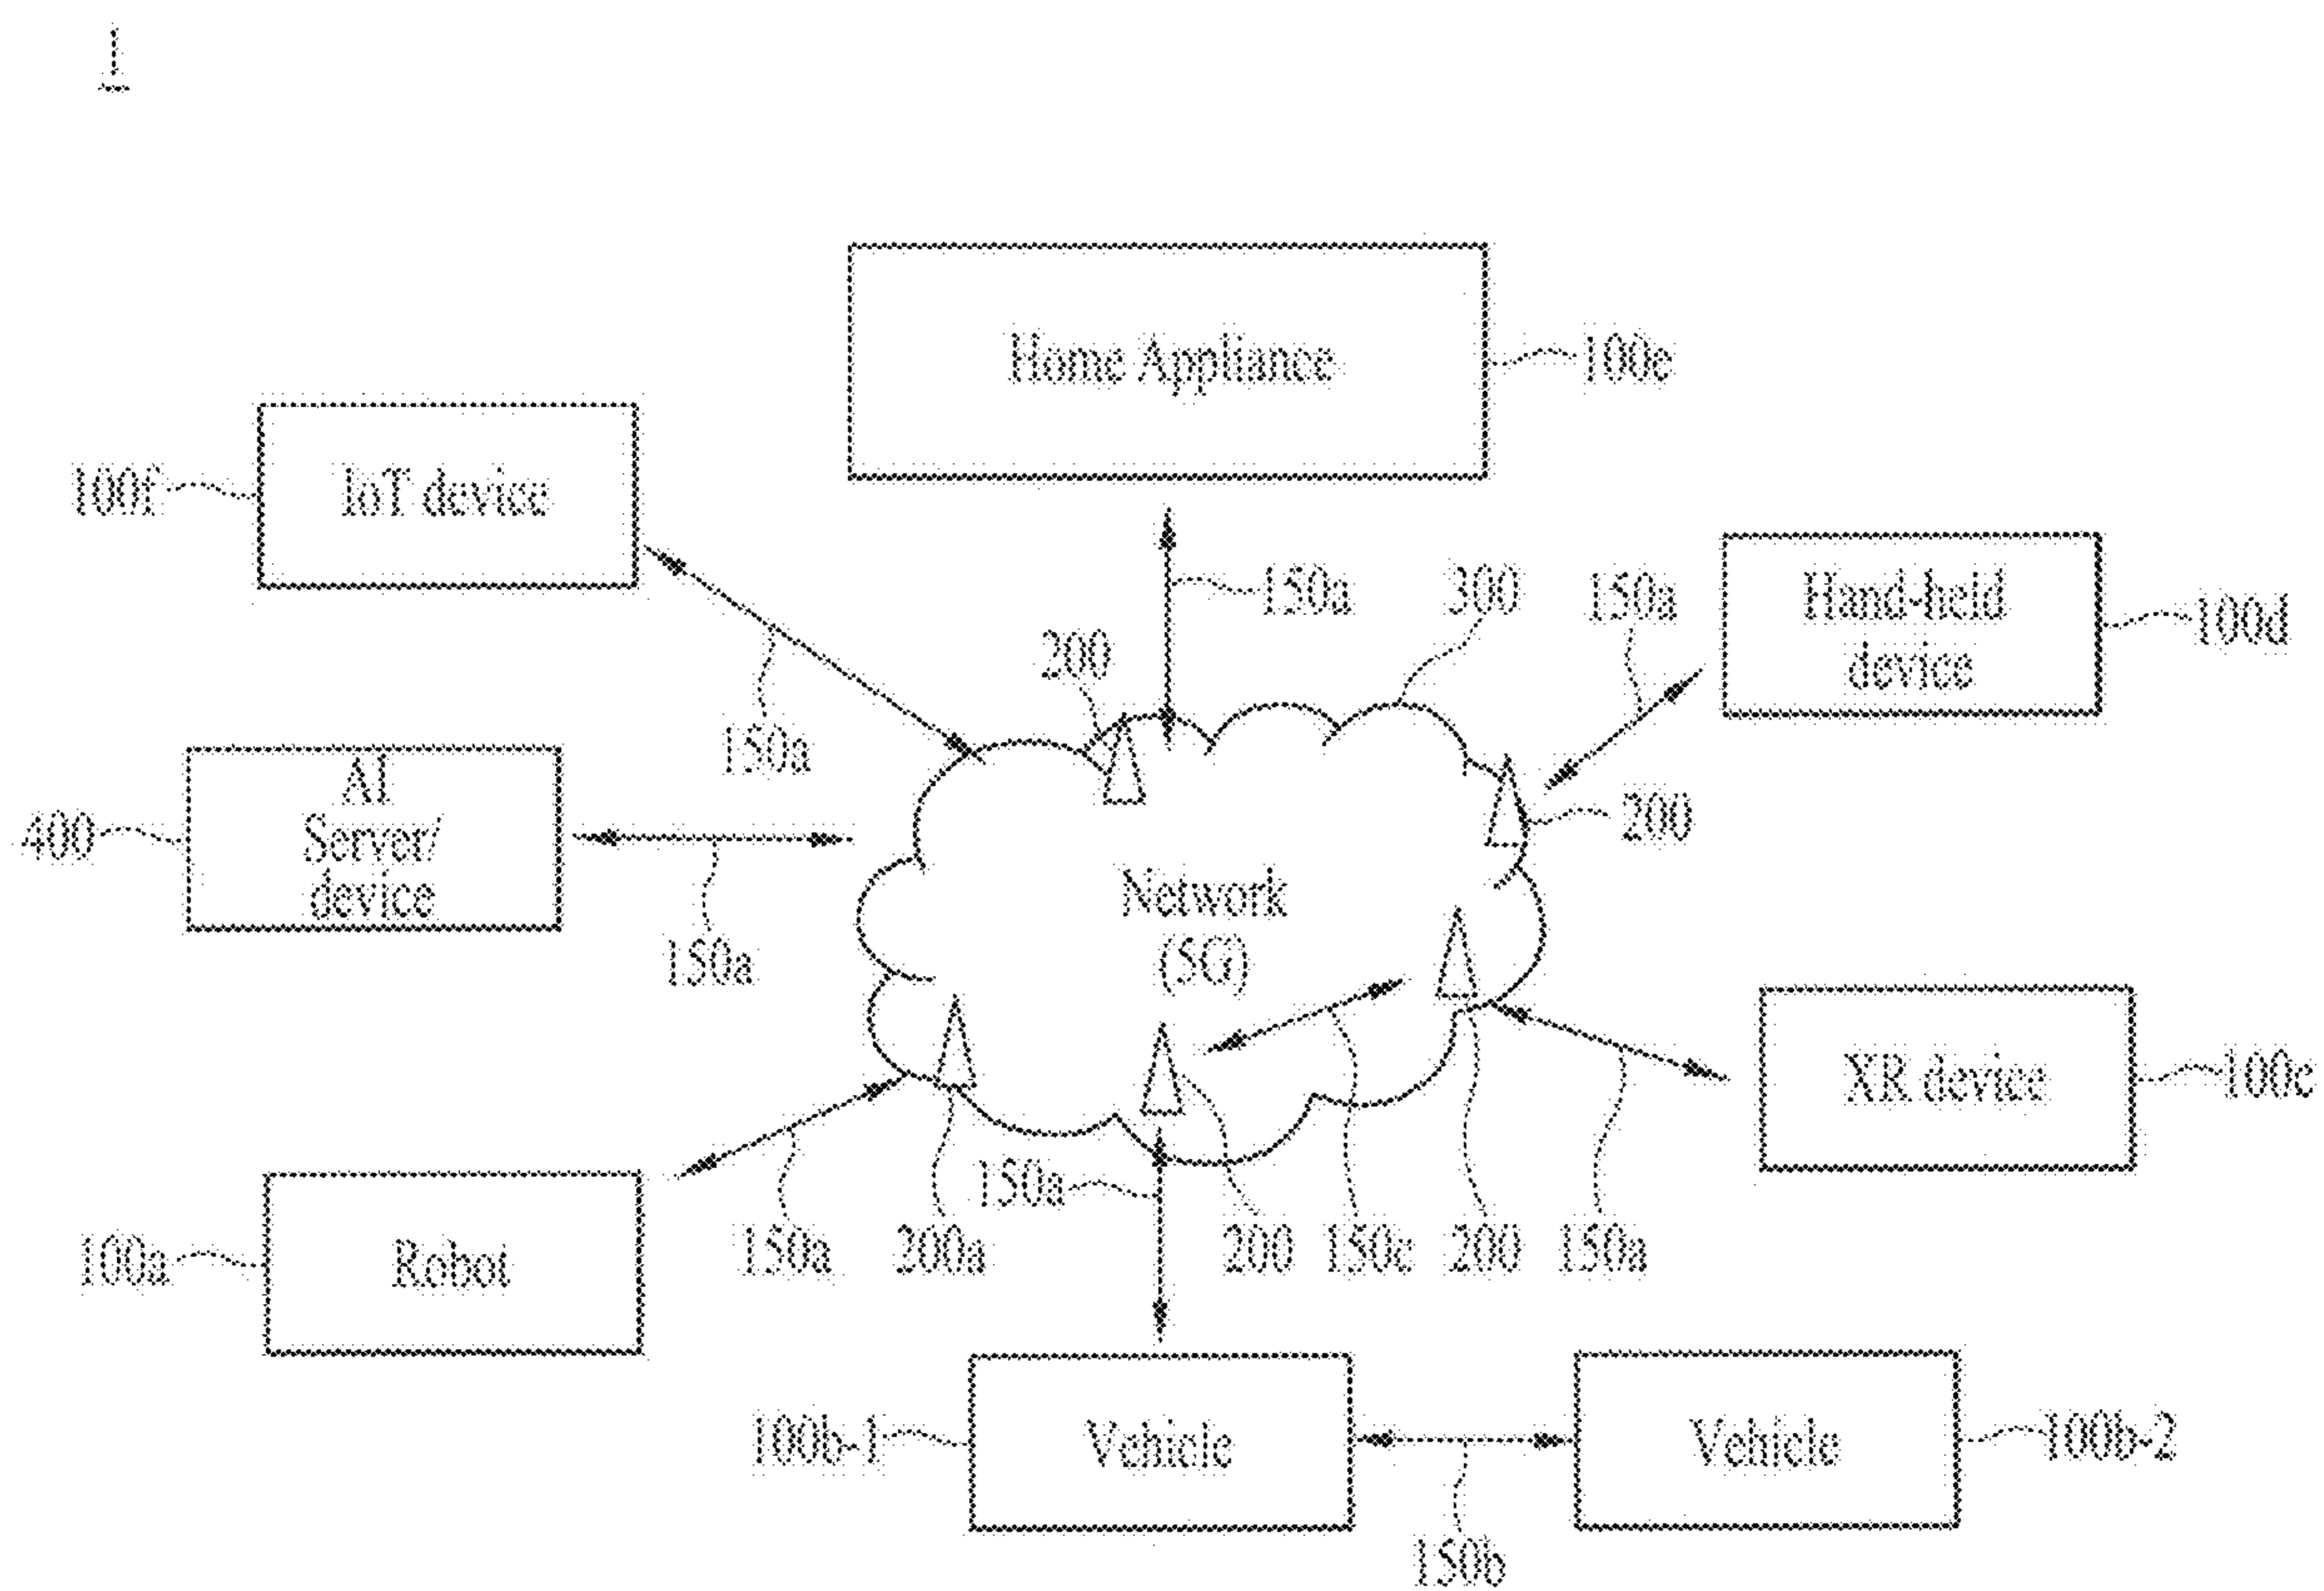 1
Home Appliance
100e
IoT device
100f
150a
300
150a
Hand-held
device
100d
200
150a
AI
Server/
device
400
200
Network
(5G)
150a
XR device
100c
150a
Robot
100a
150a
200a
200
150c
200
150a
100b-1
Vehicle
Vehicle
100b-2
150b